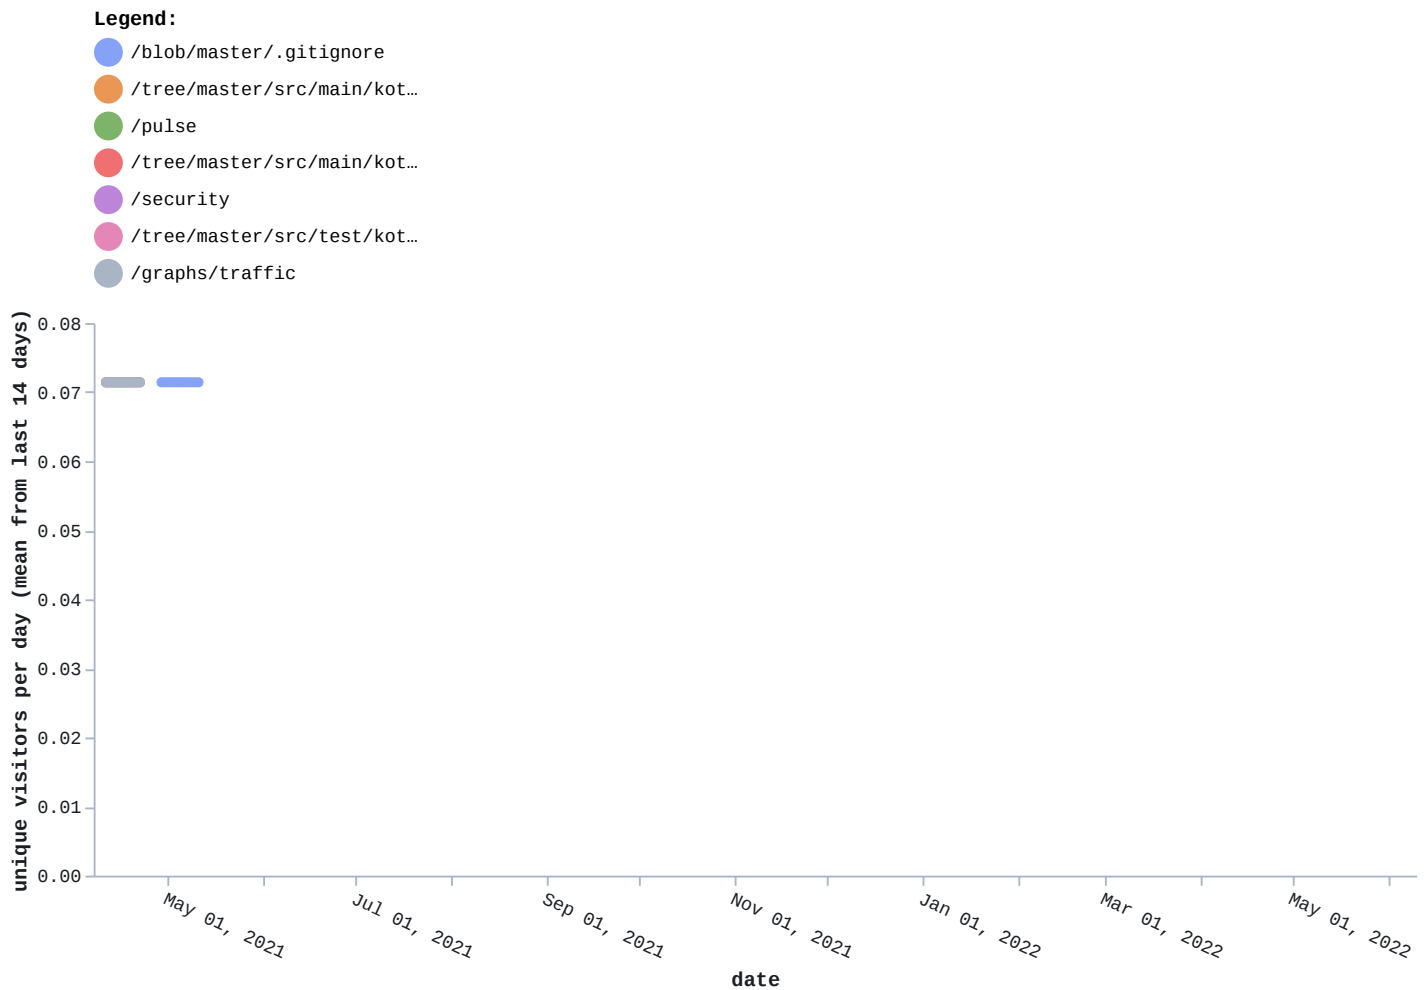 Legend:
/blob/master/.gitignore
/tree/master/src/main/kot…
/pulse
/tree/master/src/main/kot…
/security
/tree/master/src/test/kot…
/graphs/traffic
unique visitors per day (mean from last 14 days)
0.08
0.07
0.06
0.05
0.04
0.03
0.02
0.01
0.00
May 01, 2021
Jul 01, 2021
Sep 01, 2021
Nov 01, 2021
Jan 01, 2022
Mar 01, 2022
May 01, 2022
date